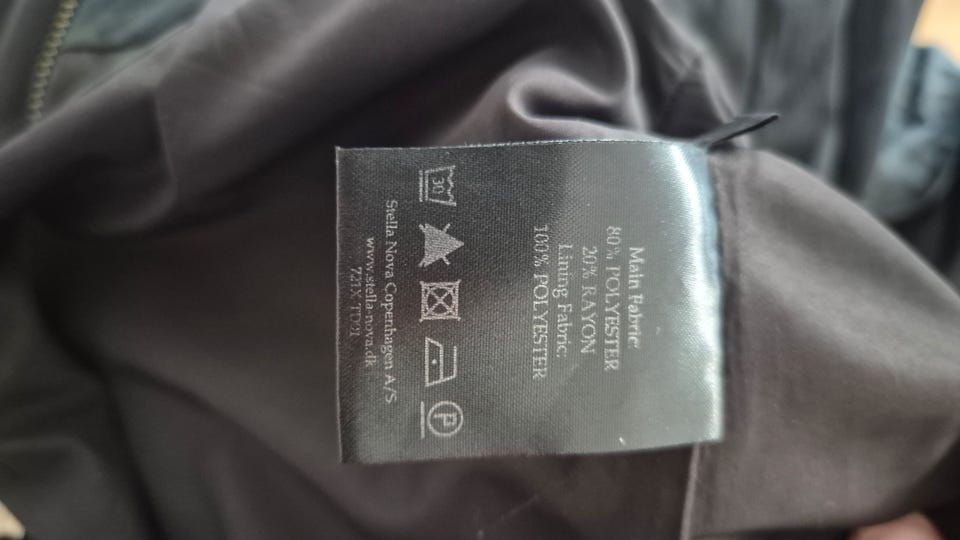 Main Fabric:
80% POLYESTER
20% RAYON
Lining Fabric:
100% POLYESTER
30
P
Stella Nova Copenhagen A/S
www.stella-nova.dk